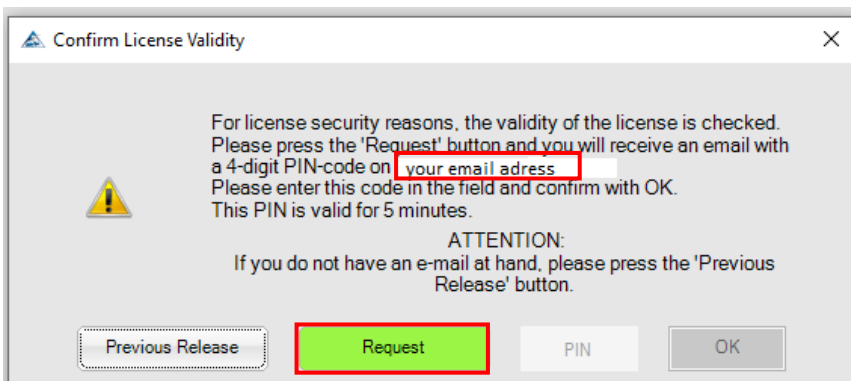 Confirm License Validity
For license security reasons, the validity of the license is checked.
Please press the 'Request' button and you will receive an email with
a 4-digit PIN-code on your email adress
Please enter this code in the field and confirm with OK.
This PIN is valid for 5 minutes.
ATTENTION:
If you do not have an e-mail at hand, please press the 'Previous
Release' button.
Previous Release Request PIN OK